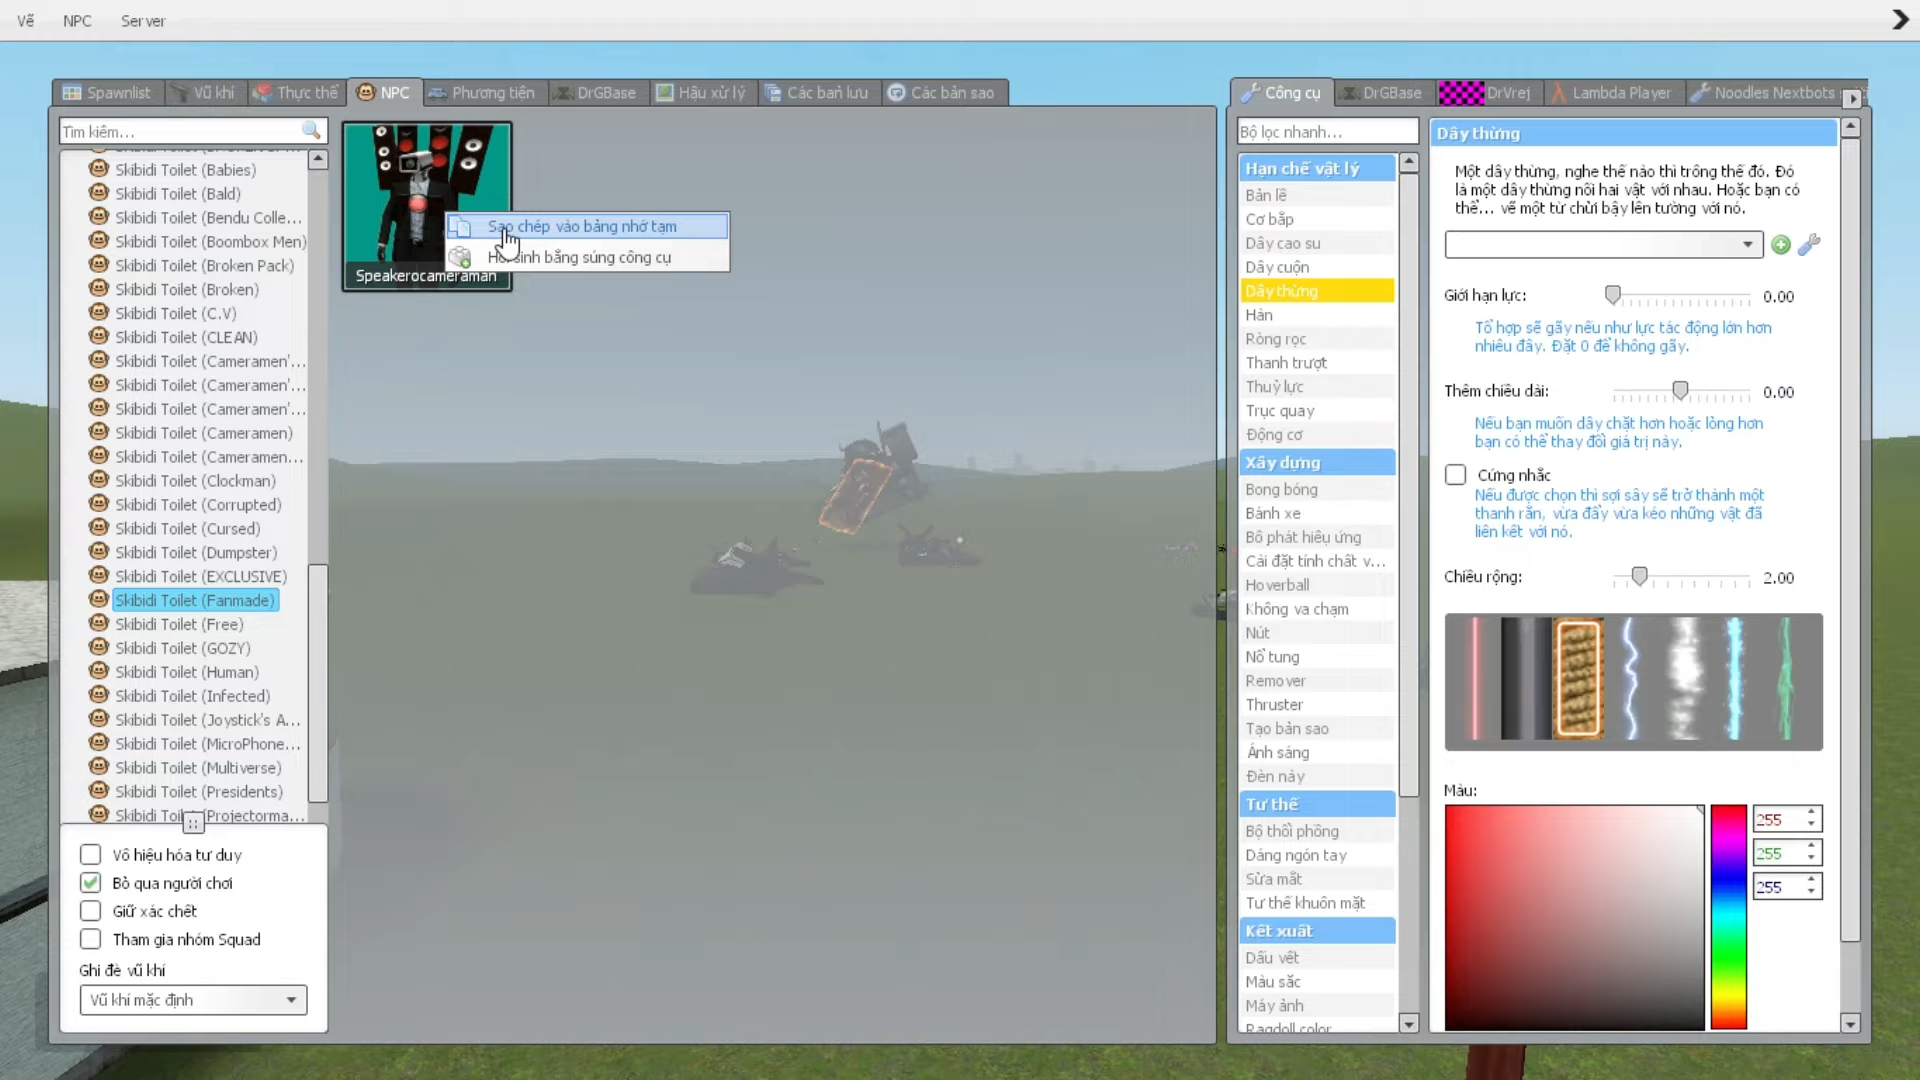 Vẽ NPC Server
Spawnlist Vũ khí Thực thể NPC Phương tiện DrGBase Hậu xử lý Các bản lưu Các bản sao
Tìm kiếm...
Skibidi Toilet (Babies)
Skibidi Toilet (Bald)
Skibidi Toilet (Bendu Colle...
Skibidi Toilet (Boombox Men)
Skibidi Toilet (Broken Pack)
Skibidi Toilet (Broken)
Skibidi Toilet (C.V)
Skibidi Toilet (CLEAN)
Skibidi Toilet (Cameramen'...
Skibidi Toilet (Cameramen'...
Skibidi Toilet (Cameramen'...
Skibidi Toilet (Cameramen)
Skibidi Toilet (Cameramen...
Skibidi Toilet (Clockman)
Skibidi Toilet (Corrupted)
Skibidi Toilet (Cursed)
Skibidi Toilet (Dumpster)
Skibidi Toilet (EXCLUSIVE)
Skibidi Toilet (Fanmade)
Skibidi Toilet (Free)
Skibidi Toilet (GOZY)
Skibidi Toilet (Human)
Skibidi Toilet (Infected)
Skibidi Toilet (Joystick's A...
Skibidi Toilet (MicroPhone...
Skibidi Toilet (Multiverse)
Skibidi Toilet (Presidents)
Skibidi Toilet (Projectorma...
Vô hiệu hóa tư duy
Bỏ qua người chơi
Giữ xác chết
Tham gia nhóm Squad
Ghi đè vũ khí
Vũ khí mặc định
Sao chép vào bảng nhớ tạm
Hồi sinh bằng súng công cụ
Speakerocameraman
Công cụ DrGBase DrVrej Lambda Player Noodles Nextbots
Bộ lọc nhanh...
Hạn chế vật lý
Bản lề
Cơ bắp
Dây cao su
Dây cuộn
Dây thừng
Hàn
Ròng rọc
Thanh trượt
Thuỷ lực
Trục quay
Động cơ
Xây dựng
Bong bóng
Bánh xe
Bộ phát hiệu ứng
Cài đặt tính chất v...
Hoverball
Không va chạm
Nút
Nổ tung
Remover
Thruster
Tạo bản sao
Ánh sáng
Đèn này
Tư thế
Bộ thổi phồng
Dáng ngón tay
Sửa mắt
Tư thế khuôn mặt
Kết xuất
Dấu vết
Màu sắc
Máy ảnh
Ragdoll color
Dây thừng
Một dây thừng, nghe thế nào thì trông thế đó. Đó
là một dây thừng nối hai vật với nhau. Hoặc bạn có
thể... vẽ một từ chửi bậy lên tường với nó.
Giới hạn lực: 0.00
Tổ hợp sẽ gãy nếu như lực tác động lớn hơn
nhiêu đây. Đặt 0 để không gãy.
Thêm chiều dài: 0.00
Nếu bạn muốn dây chặt hơn hoặc lỏng hơn
bạn có thể thay đổi giá trị này.
Cứng nhắc
Nếu được chọn thì sợi sây sẽ trở thành một
thanh rắn, vừa đẩy vừa kéo những vật đã
liên kết với nó.
Chiều rộng: 2.00
Màu:
255
255
255